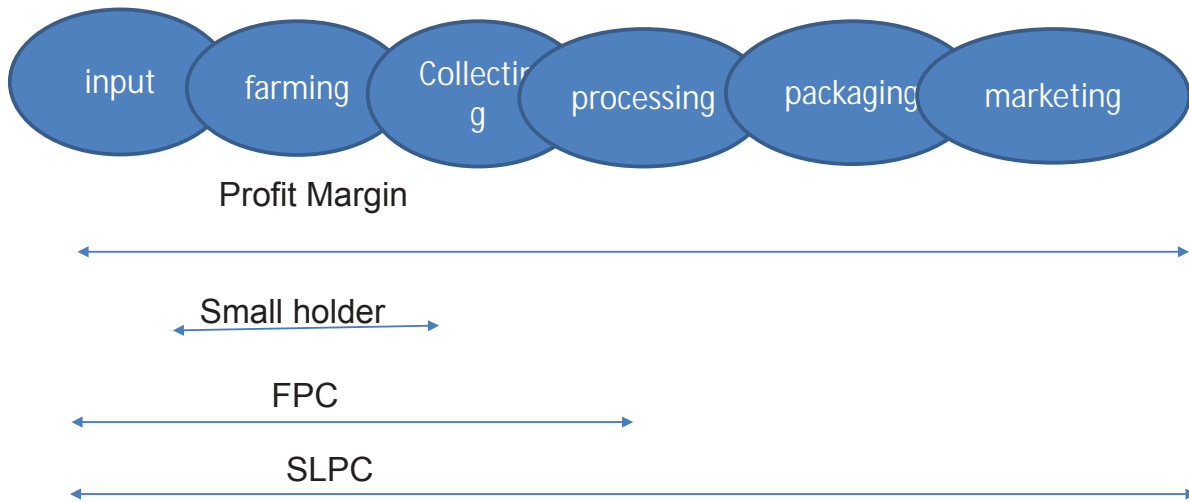 input
farming
Collectin
g
processing
packaging
marketing
Profit Margin
Small holder
FPC
SLPC